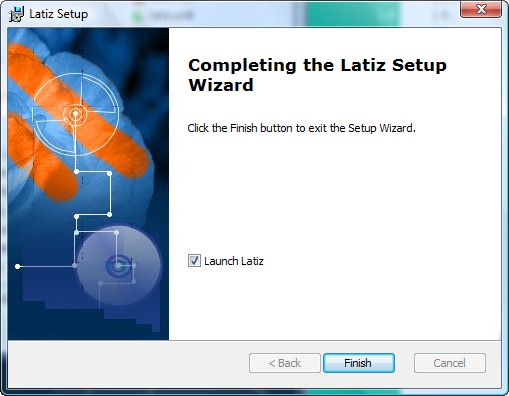 Latiz Setup
Completing the Latiz Setup
Wizard
Click the Finish button to exit the Setup Wizard.
Launch Latiz
< Back
Finish
Cancel